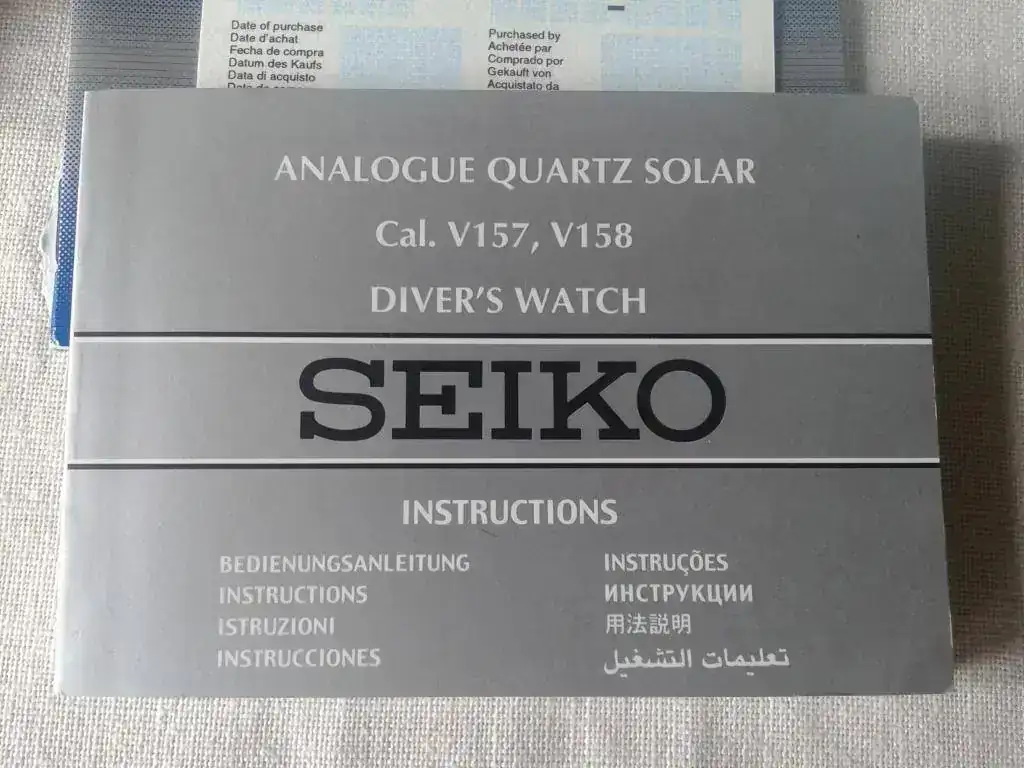 Date of purchase
Date d'achat
Fecha de compra
Datum des Kaufs
Data di acquisto
Purchased by
Achetée par
Comprado por
Gekauft von
Acquistato da
ANALOGUE QUARTZ SOLAR
Cal. V157, V158
DIVER'S WATCH
SEIKO
INSTRUCTIONS
BEDIENUNGSANLEITUNG
INSTRUCTIONS
ISTRUZIONI
INSTRUCCIONES
INSTRUÇÕES
ИНСТРУКЦИИ
用法説明
تعليمات التشغيل